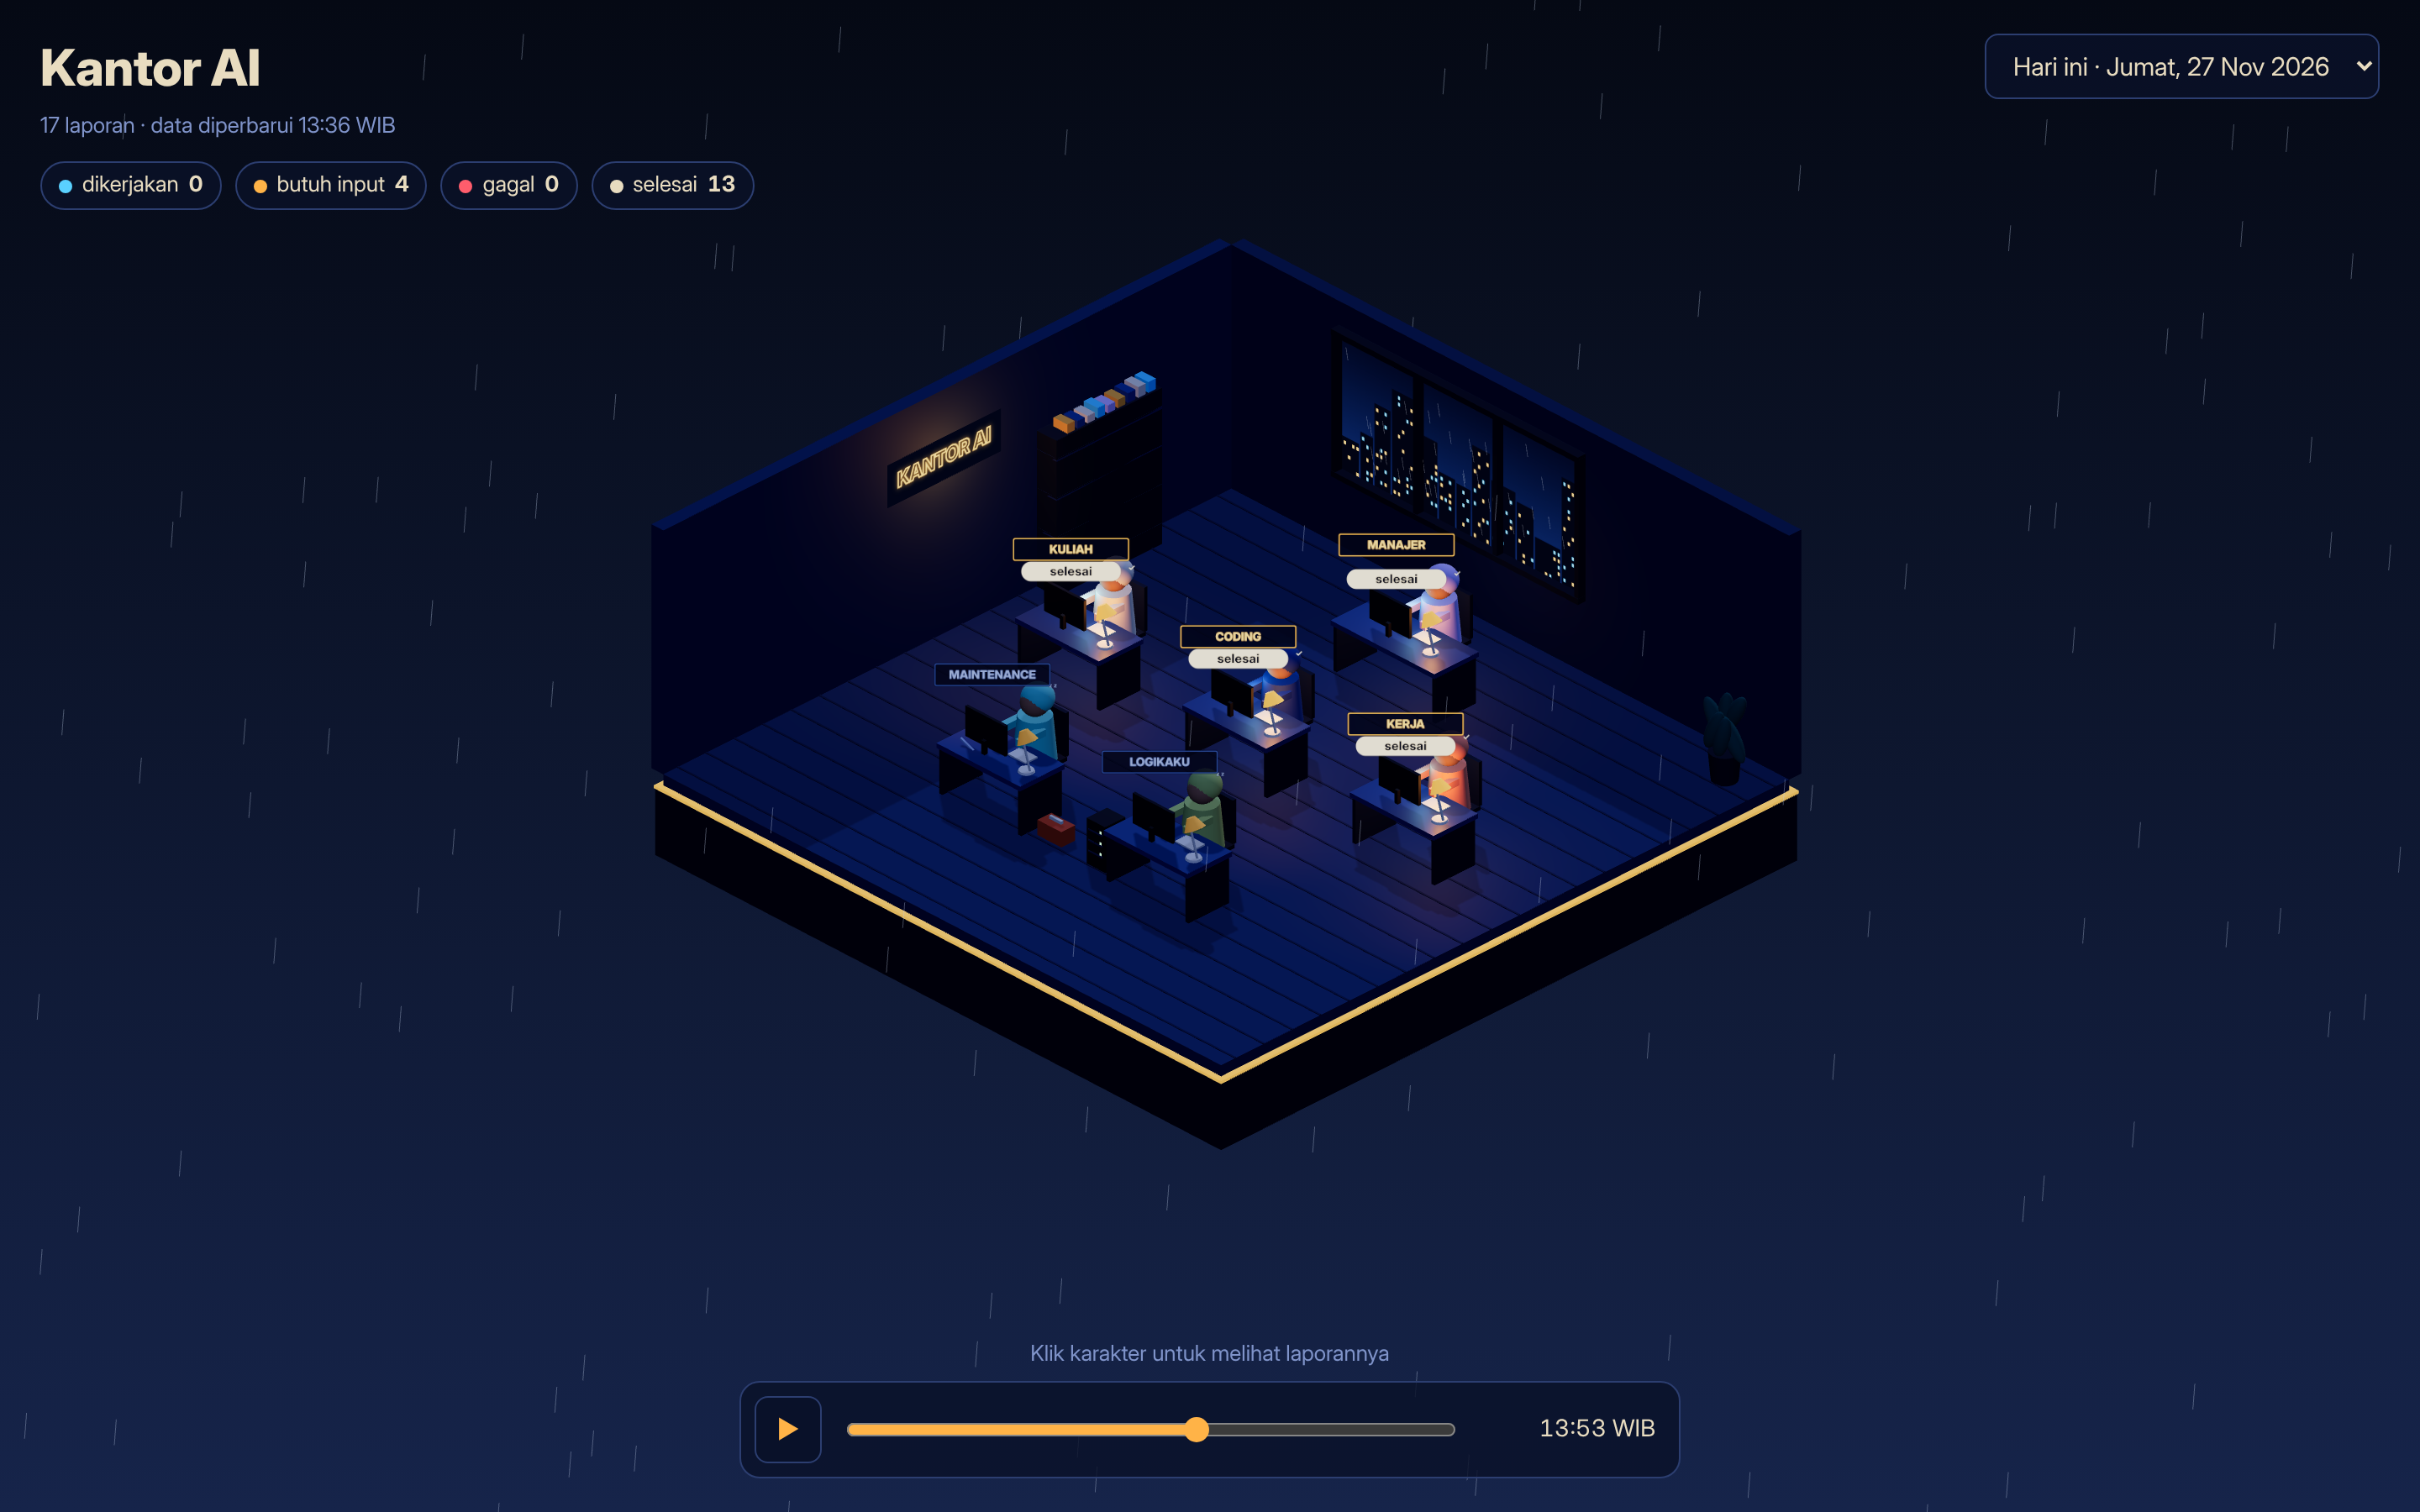 Kantor AI
Hari ini · Jumat, 27 Nov 2026
17 laporan · data diperbarui 13:36 WIB
dikerjakan 0
butuh input 4
gagal 0
selesai 13
KANTOR AI
KULIAH
selesai
MANAJER
selesai
CODING
selesai
MAINTENANCE
KERJA
selesai
LOGIKAKU
Klik karakter untuk melihat laporannya
13:53 WIB